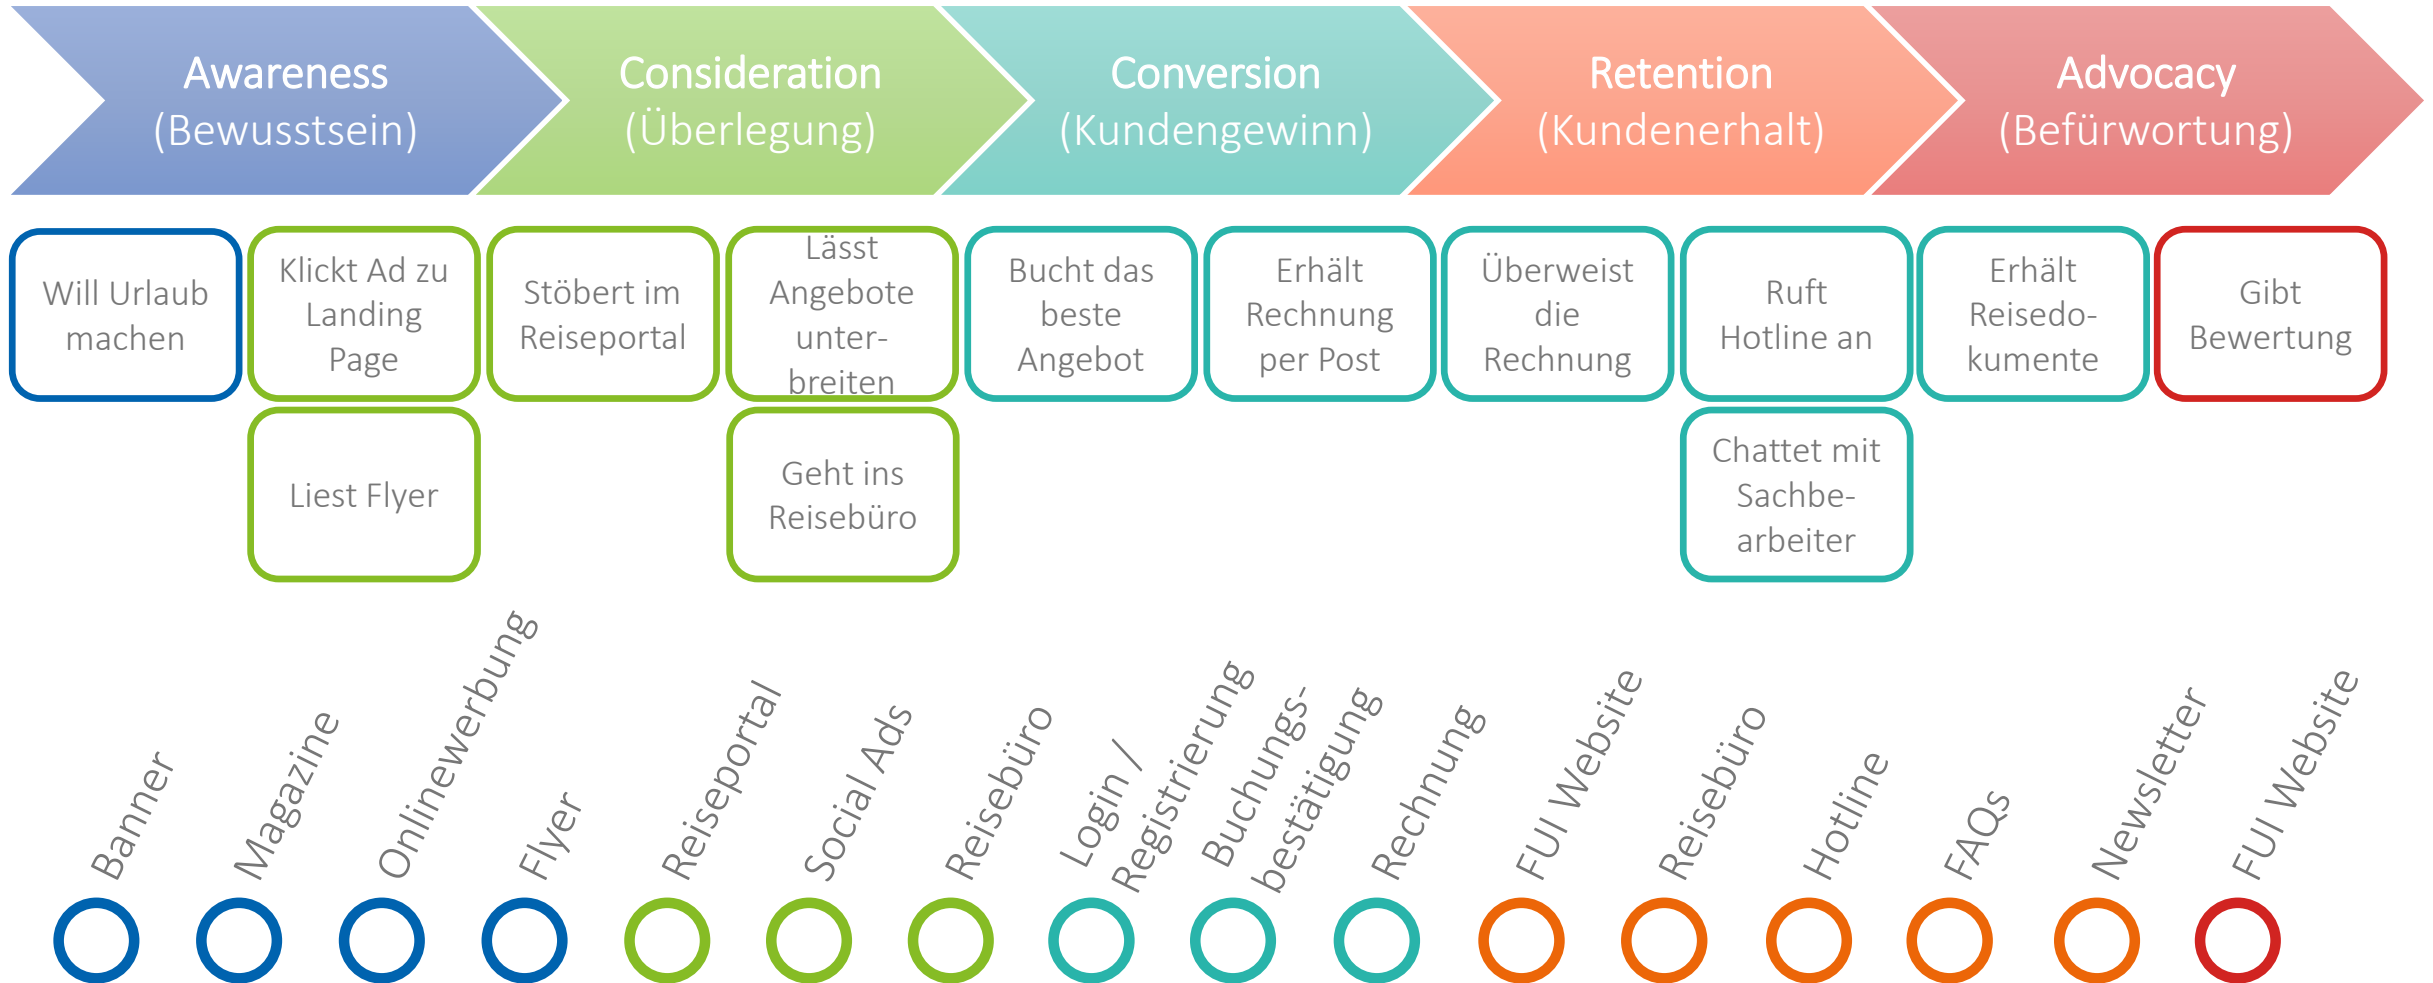 Awareness
(Bewusstsein)
Consideration
(Überlegung)
Conversion
(Kundengewinn)
Retention
(Kundenerhalt)
Advocacy
(Befürwortung)
Will Urlaub
machen
Klickt Ad zu
Landing
Page
Stöbert im
Reiseportal
Lässt
Angebote
unter-
breiten
Bucht das
beste
Angebot
Erhält
Rechnung
per Post
Überweist
die
Rechnung
Ruft
Hotline an
Erhält
Reisedo-
kumente
Gibt
Bewertung
Liest Flyer
Geht ins
Reisebüro
Chattet mit
Sachbe-
arbeiter
Banner
Magazine
Onlinewerbung
Flyer
Reiseportal
Social Ads
Reisebüro
Login /
Registrierung
Buchungs-
bestätigung
Rechnung
FUI Website
Reisebüro
Hotline
FAQs
Newsletter
FUI Website